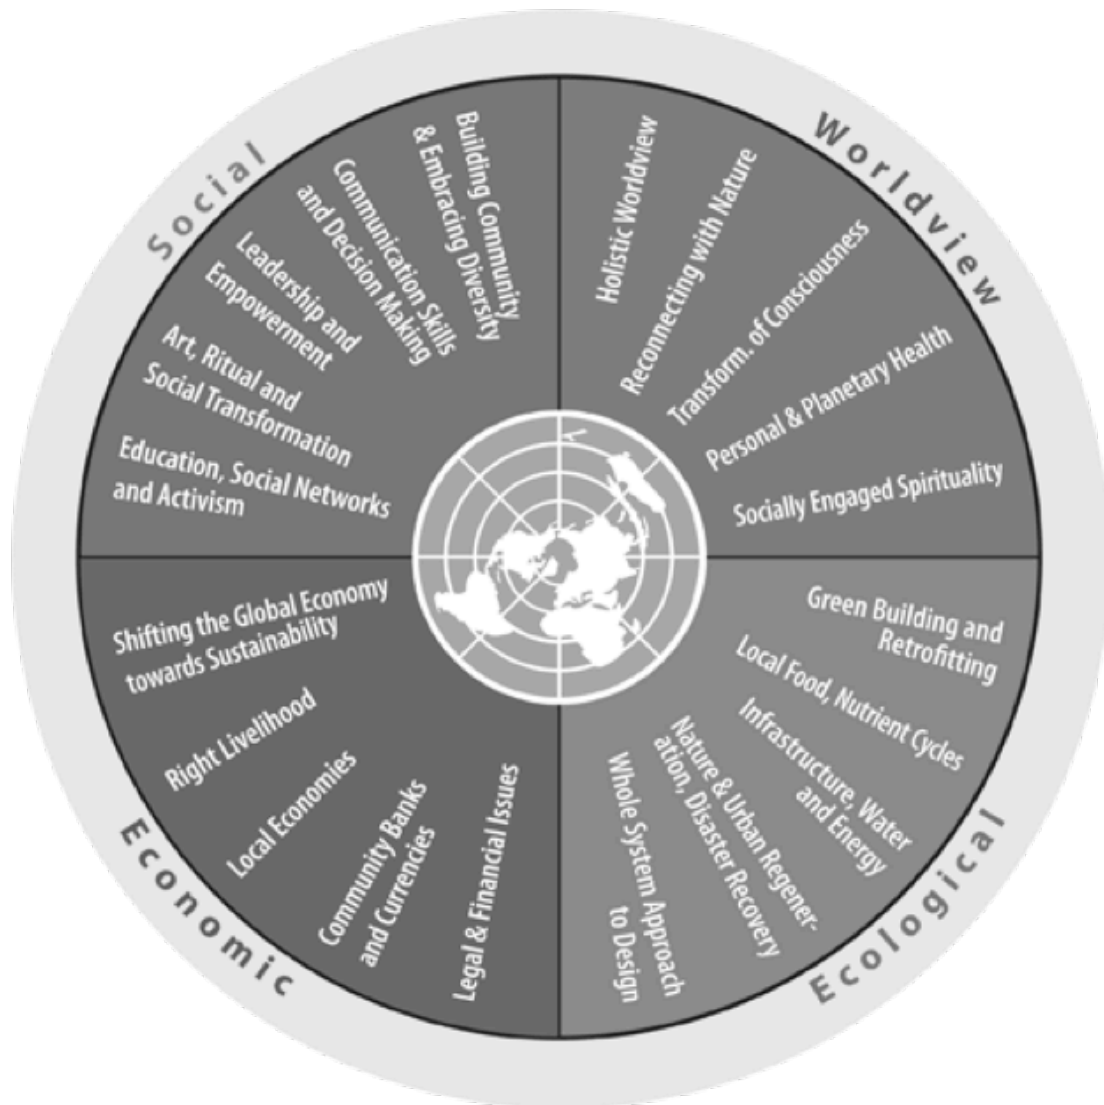 Social
Building Community
& Embracing Diversity
Communication Skills
and Decision Making
Leadership and
Empowerment
Art, Ritual and
Social Transformation
Education, Social Networks
and Activism
Worldview
Holistic Worldview
Reconnecting with Nature
Transform. of Consciousness
Personal & Planetary Health
Socially Engaged Spirituality
Economic
Shifting the Global Economy
towards Sustainability
Right Livelihood
Local Economies
Community Banks
and Currencies
Legal & Financial Issues
Ecological
Green Building and
Retrofitting
Local Food, Nutrient Cycles
Infrastructure, Water
and Energy
Nature & Urban Regener-
ation, Disaster Recovery
Whole System Approach
to Design